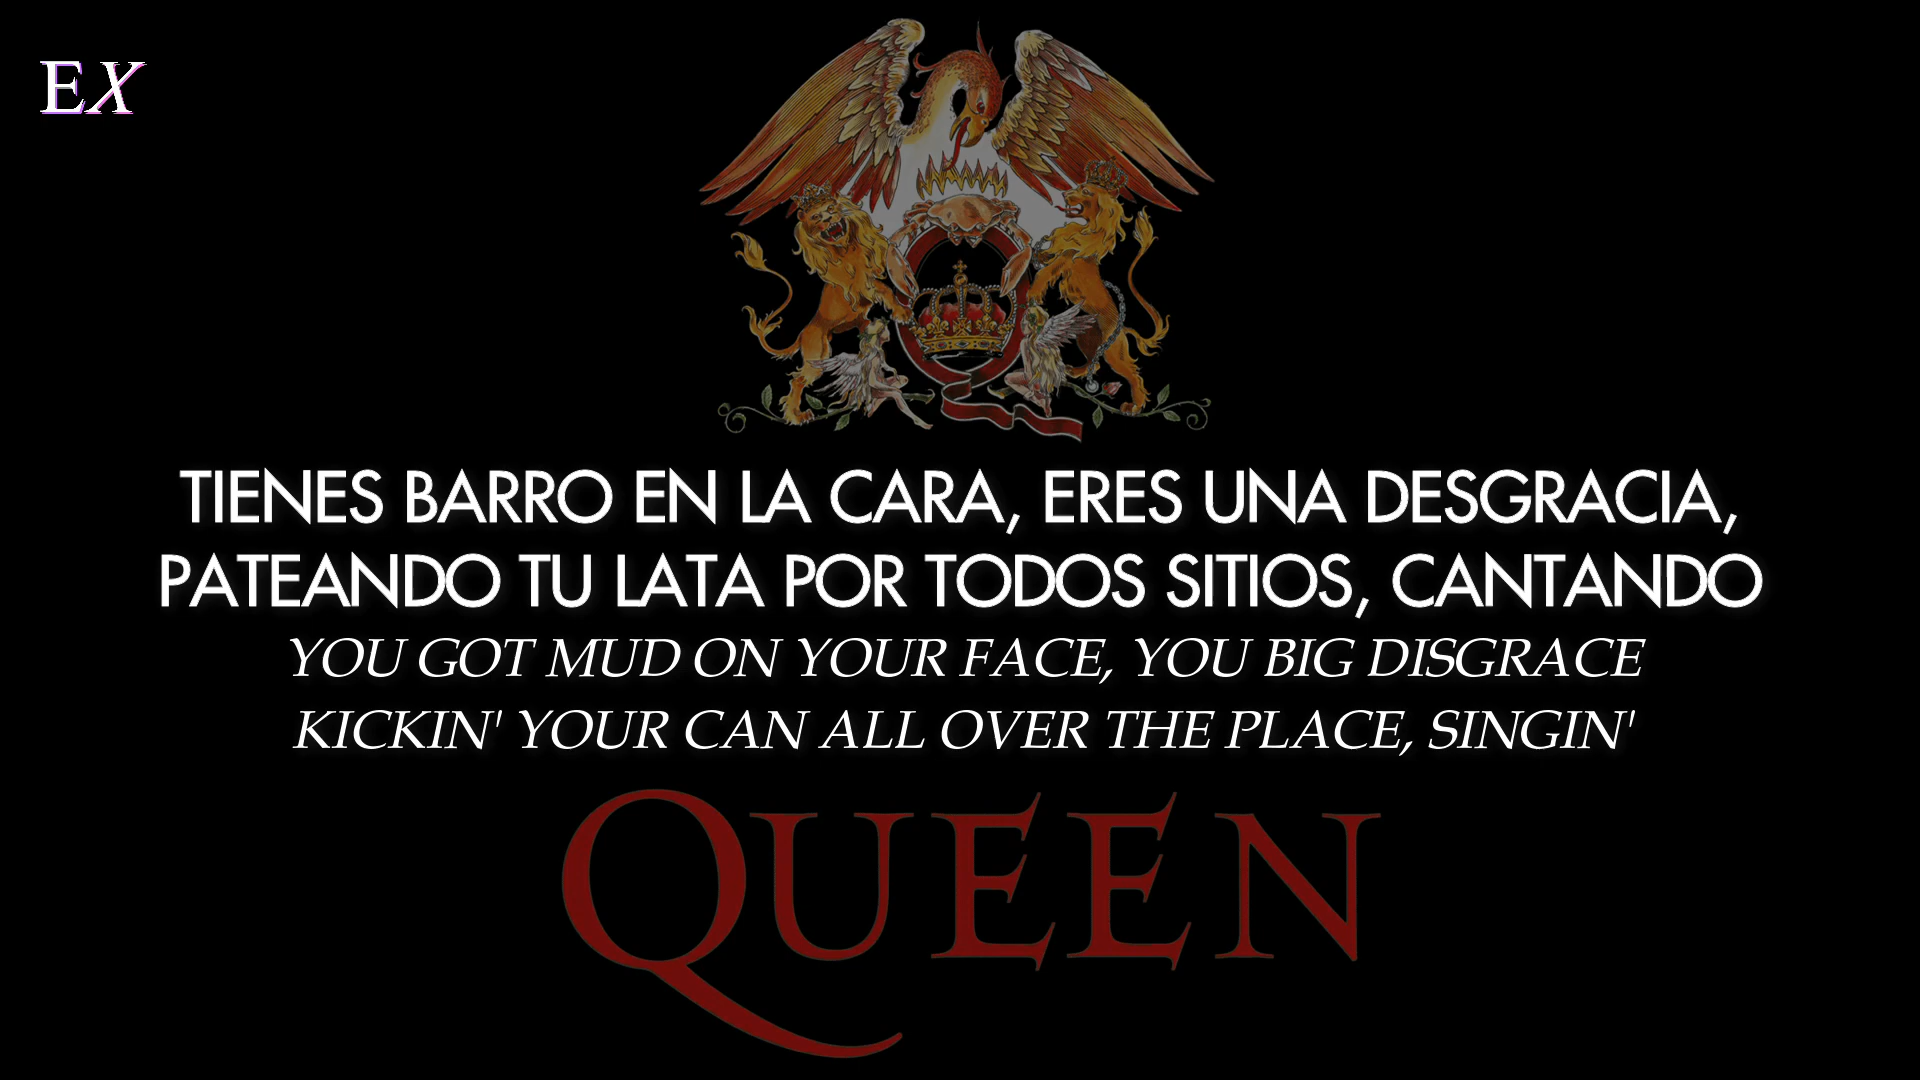 EX
TIENES BARRO EN LA CARA, ERES UNA DESGRACIA,
PATEANDO TU LATA POR TODOS SITIOS, CANTANDO
YOU GOT MUD ON YOUR FACE, YOU BIG DISGRACE
KICKIN' YOUR CAN ALL OVER THE PLACE, SINGIN'
QUEEN